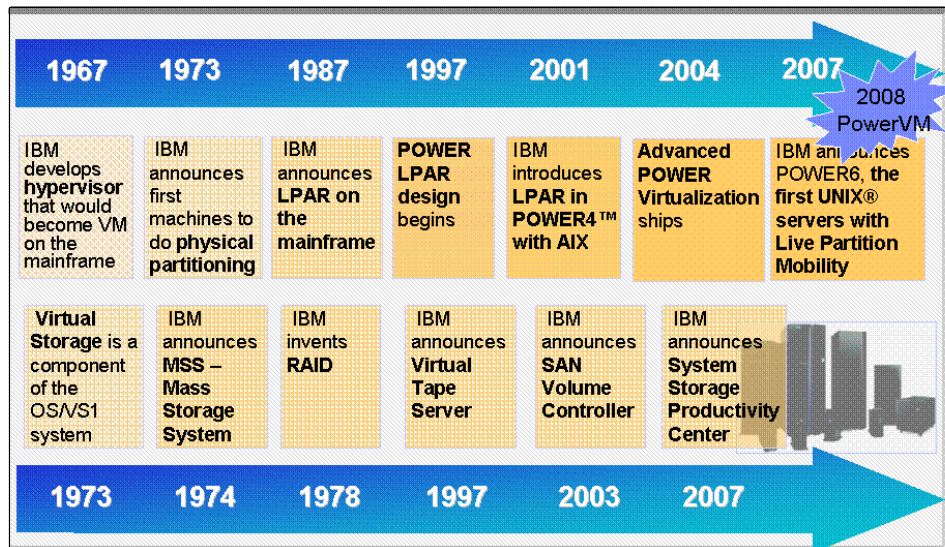 1967 1973 1987 1997 2001 2004 2007
2008
PowerVM
IBM
develops
hypervisor
that would
become VM
on the
mainframe
IBM
announces
first
machines to
do physical
partitioning
IBM
announces
LPAR on
the
mainframe
POWER
LPAR
design
begins
IBM
introduces
LPAR in
POWER4™
with AIX
Advanced
POWER
Virtualization
ships
IBM announces
POWER6, the
first UNIX®
servers with
Live Partition
Mobility
Virtual
Storage is a
component
of the
OS/VS1
system
IBM
announces
MSS –
Mass
Storage
System
IBM
invents
RAID
IBM
announces
Virtual
Tape
Server
IBM
announces
SAN
Volume
Controller
IBM
announces
System
Storage
Productivity
Center
1973 1974 1978 1997 2003 2007